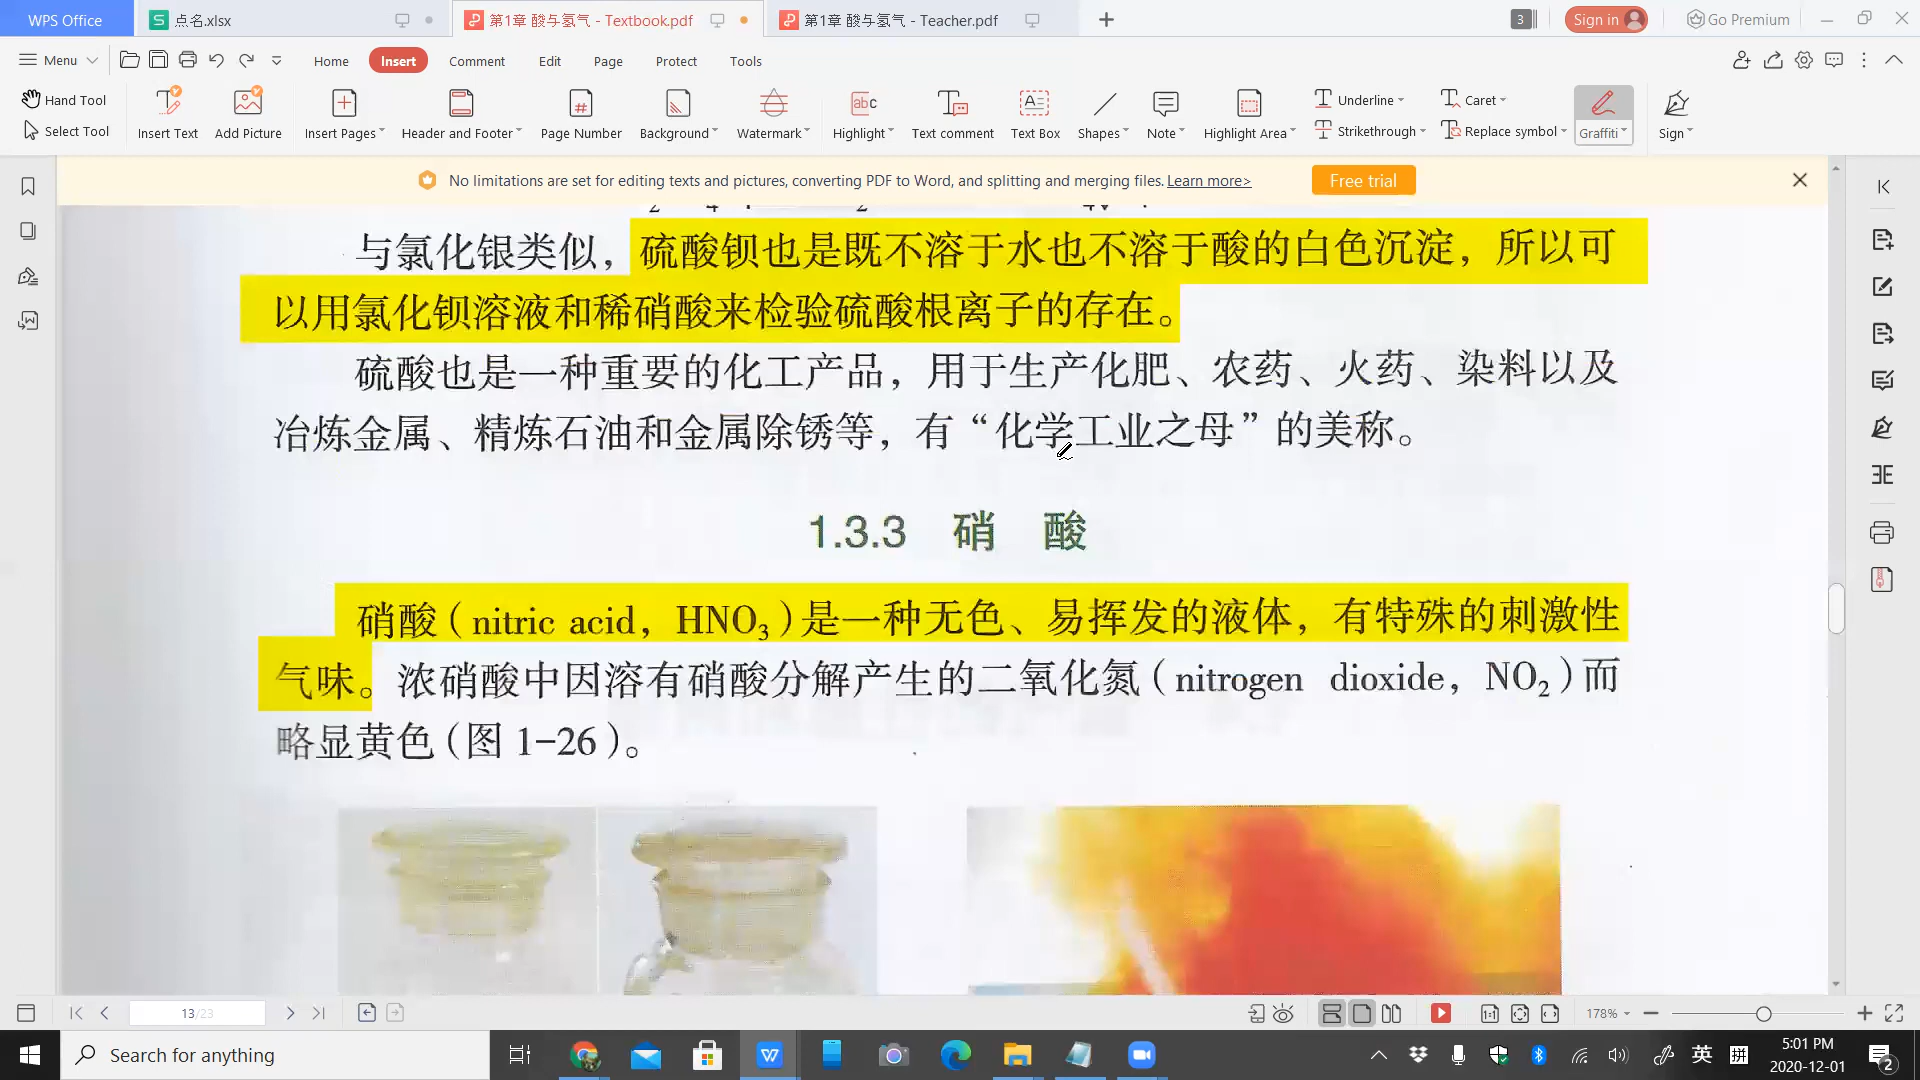 WPS Office
点名.xlsx
第1章 酸与氢气 - Textbook.pdf
第1章 酸与氢气 - Teacher.pdf
3
Sign in
Go Premium
Menu
Home
Insert
Comment
Edit
Page
Protect
Tools
Hand Tool
Select Tool
Insert Text
Add Picture
Insert Pages
Header and Footer
Page Number
Background
Watermark
Highlight
Text comment
Text Box
Shapes
Note
Highlight Area
Underline
Strikethrough
Caret
Replace symbol
Graffiti
Sign
No limitations are set for editing texts and pictures, converting PDF to Word, and splitting and merging files. Learn more>
Free trial
与氯化银类似，硫酸钡也是既不溶于水也不溶于酸的白色沉淀，所以可
以用氯化钡溶液和稀硝酸来检验硫酸根离子的存在。
硫酸也是一种重要的化工产品，用于生产化肥、农药、火药、染料以及
冶炼金属、精炼石油和金属除锈等，有“化学工业之母”的美称。
1.3.3 硝 酸
硝酸（nitric acid，HNO₃）是一种无色、易挥发的液体，有特殊的刺激性
气味。浓硝酸中因溶有硝酸分解产生的二氧化氮（nitrogen dioxide，NO₂）而
略显黄色（图 1-26）。
13/23
178%
Search for anything
英
拼
5:01 PM
2020-12-01
2